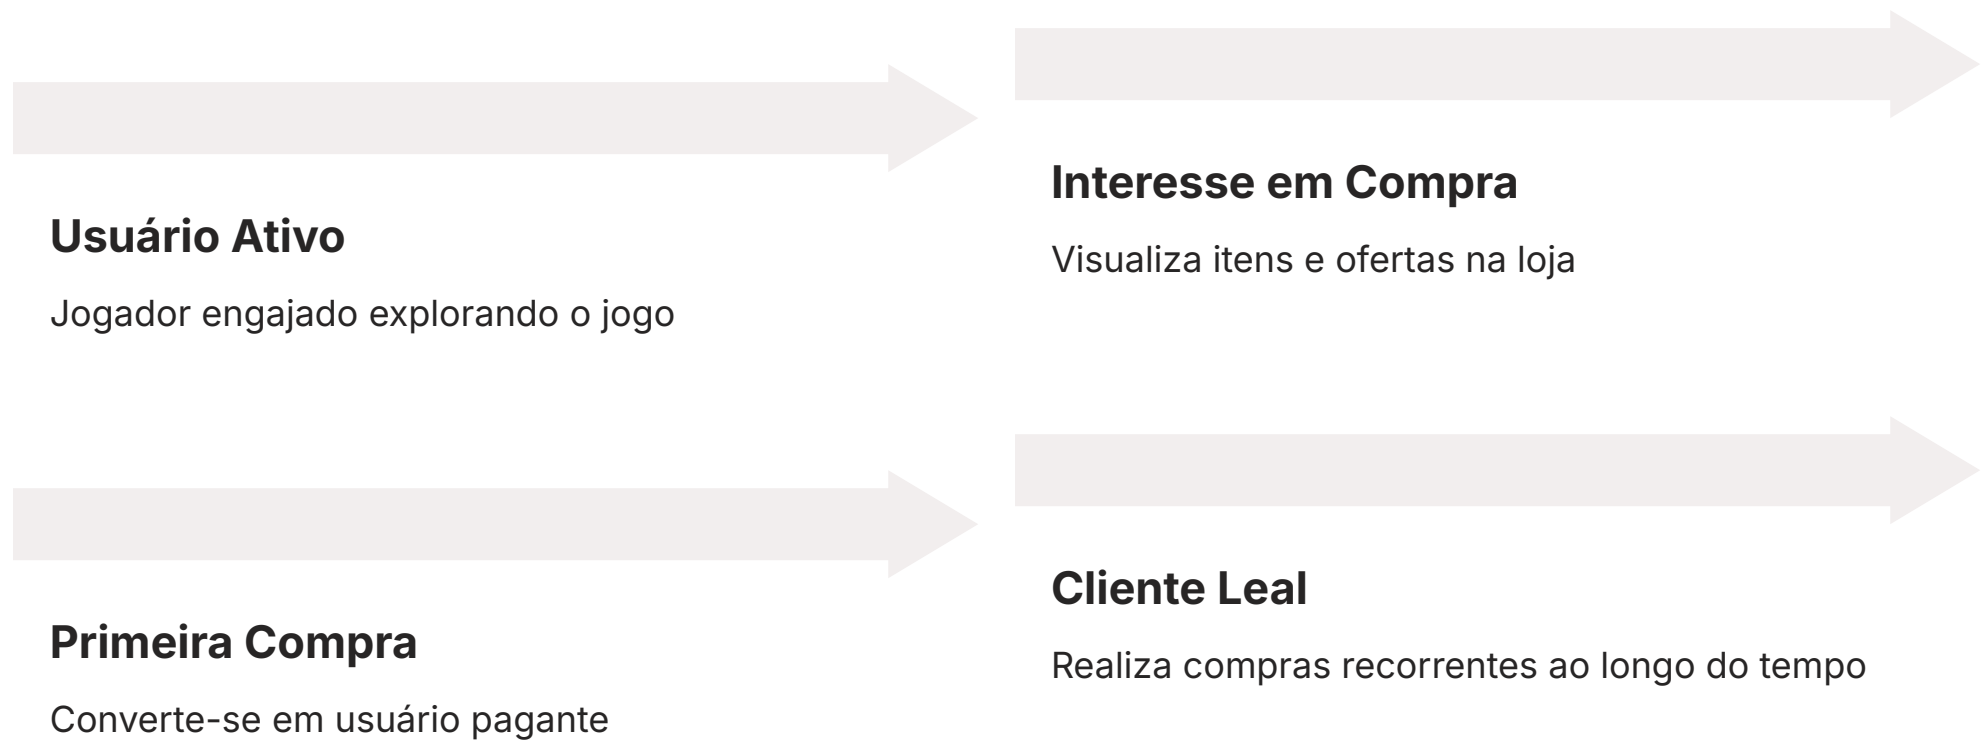 Usuário Ativo
Jogador engajado explorando o jogo
Interesse em Compra
Visualiza itens e ofertas na loja
Primeira Compra
Converte-se em usuário pagante
Cliente Leal
Realiza compras recorrentes ao longo do tempo